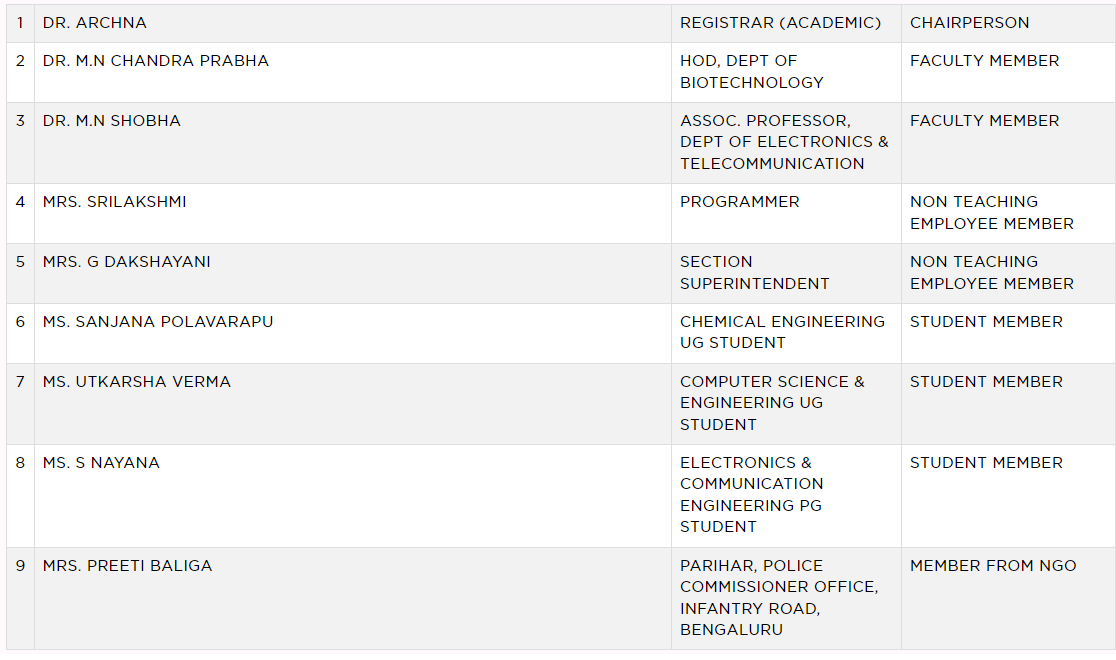 1 DR. ARCHNA REGISTRAR (ACADEMIC) CHAIRPERSON
2 DR. M.N CHANDRA PRABHA HOD, DEPT OF BIOTECHNOLOGY FACULTY MEMBER
3 DR. M.N SHOBHA ASSOC. PROFESSOR, DEPT OF ELECTRONICS & TELECOMMUNICATION FACULTY MEMBER
4 MRS. SRILAKSHMI PROGRAMMER NON TEACHING EMPLOYEE MEMBER
5 MRS. G DAKSHAYANI SECTION SUPERINTENDENT NON TEACHING EMPLOYEE MEMBER
6 MS. SANJANA POLAVARAPU CHEMICAL ENGINEERING UG STUDENT STUDENT MEMBER
7 MS. UTKARSHA VERMA COMPUTER SCIENCE & ENGINEERING UG STUDENT STUDENT MEMBER
8 MS. S NAYANA ELECTRONICS & COMMUNICATION ENGINEERING PG STUDENT STUDENT MEMBER
9 MRS. PREETI BALIGA PARIHAR, POLICE COMMISSIONER OFFICE, INFANTRY ROAD, BENGALURU MEMBER FROM NGO